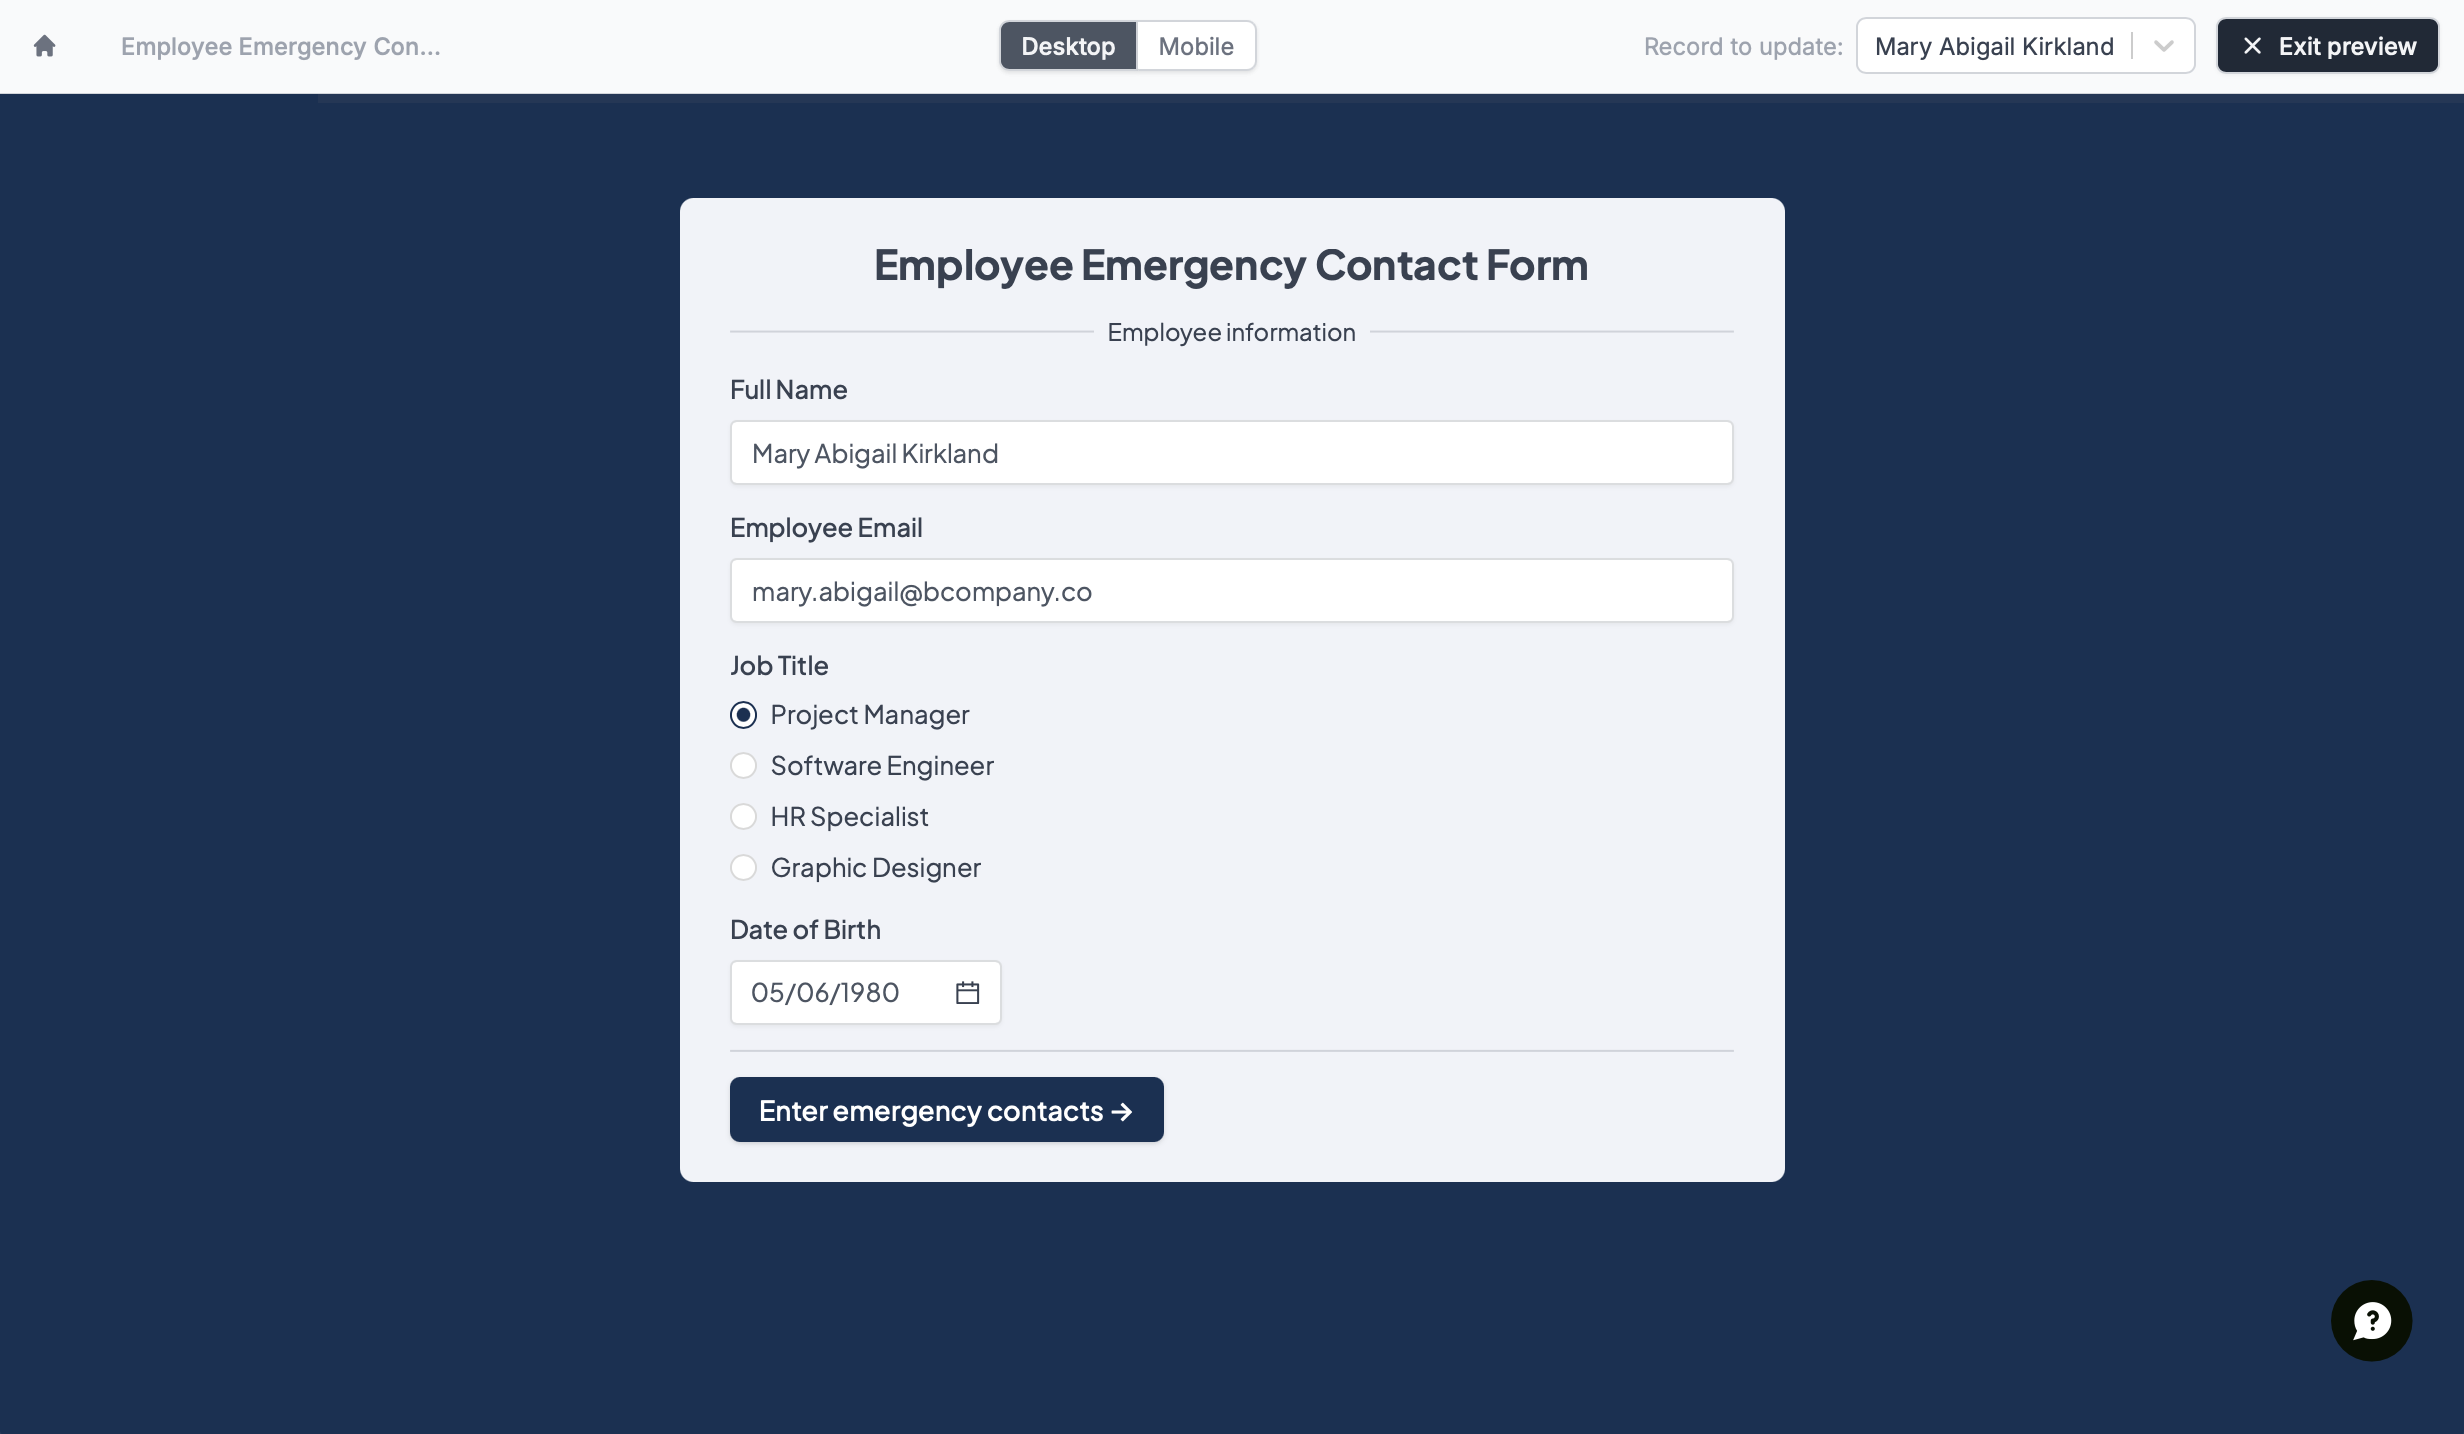 Employee Emergency Con...
Desktop
Mobile
Record to update:
Mary Abigail Kirkland
Exit preview
Employee Emergency Contact Form
Employee information
Full Name
Mary Abigail Kirkland
Employee Email
mary.abigail@bcompany.co
Job Title
Project Manager
Software Engineer
HR Specialist
Graphic Designer
Date of Birth
05/06/1980
Enter emergency contacts →